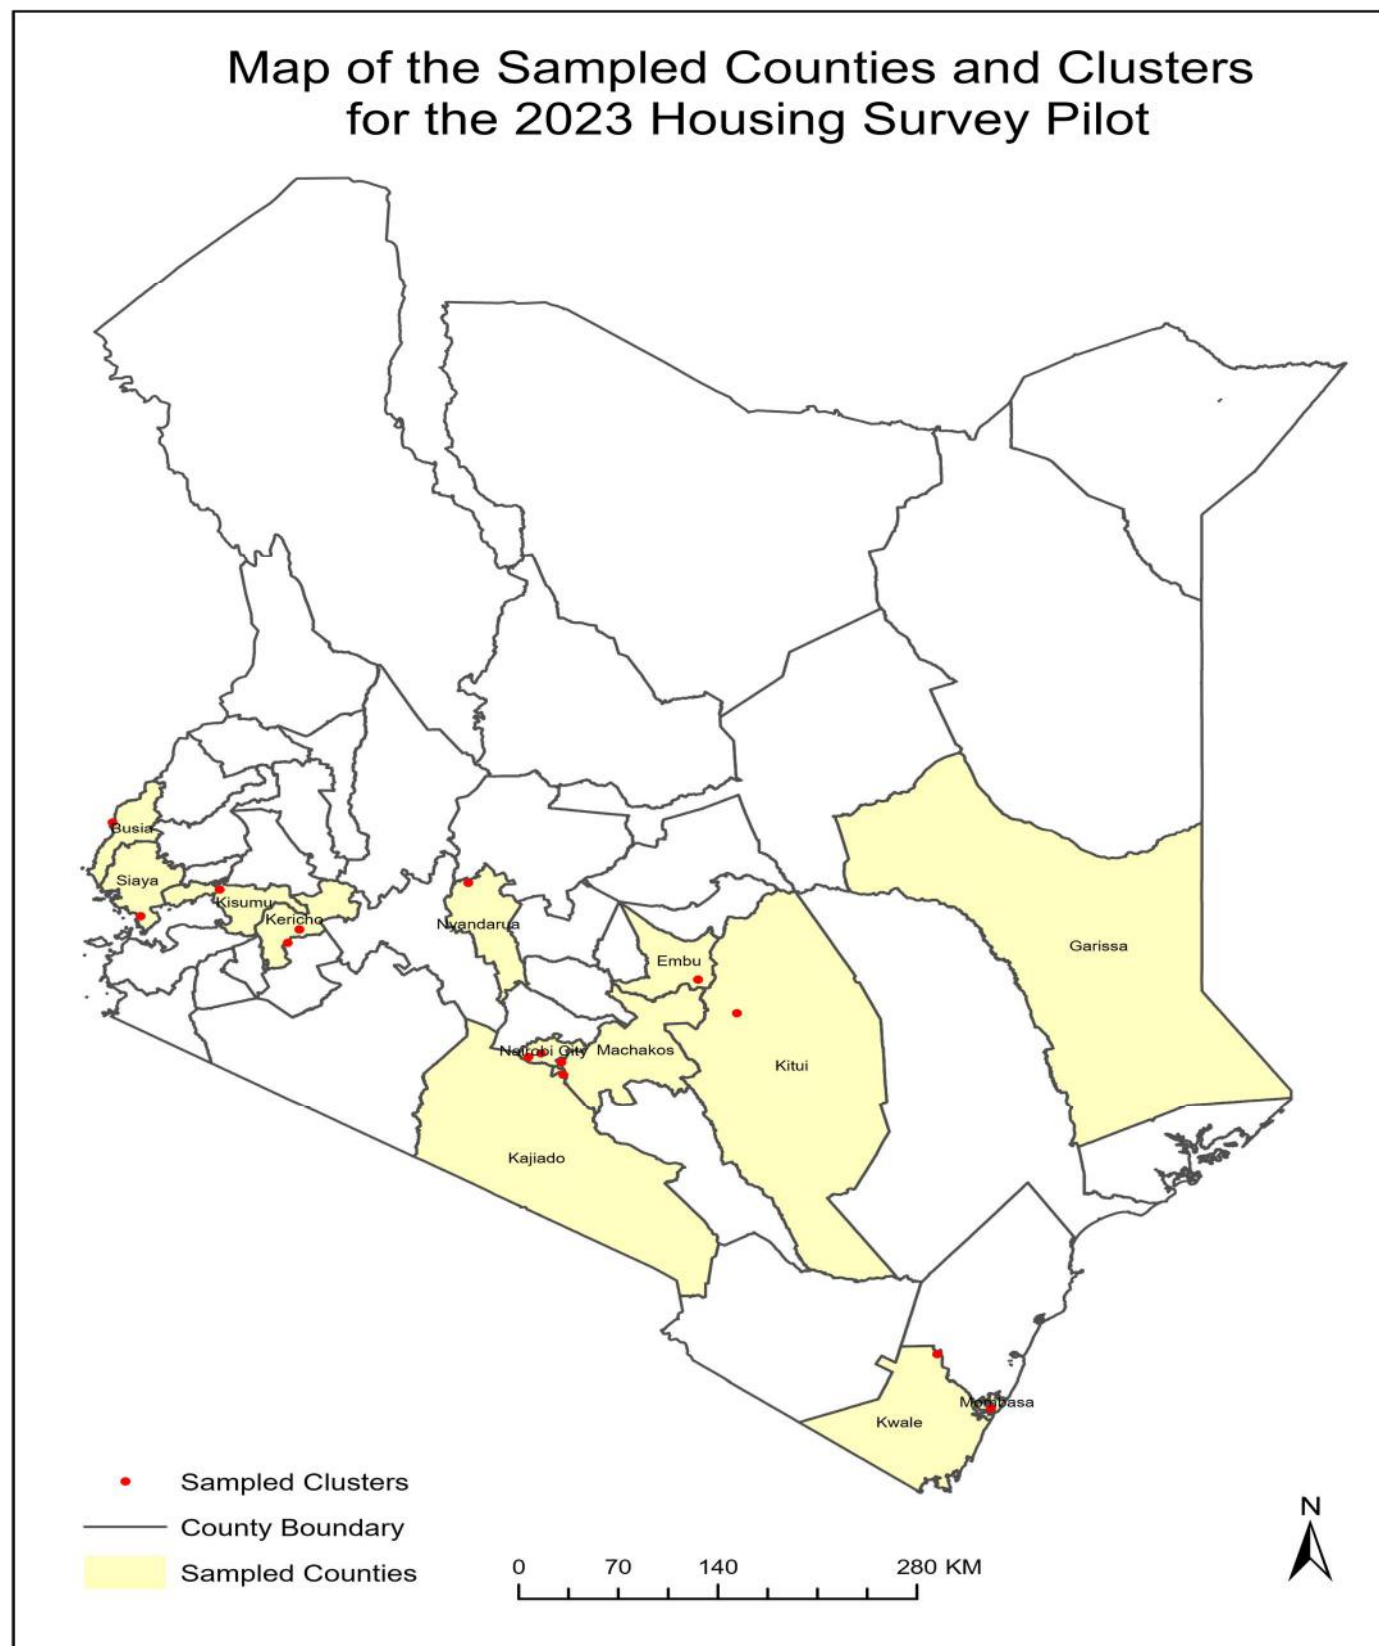 Map of the Sampled Counties and Clusters
for the 2023 Housing Survey Pilot
Busia
Siaya
Kisumu
Kericho
Nyandarua
Embu
Garissa
Nairobi City
Machakos
Kitui
Kajiado
Mombasa
Kwale
Sampled Clusters
County Boundary
Sampled Counties
0 70 140 280 KM
N